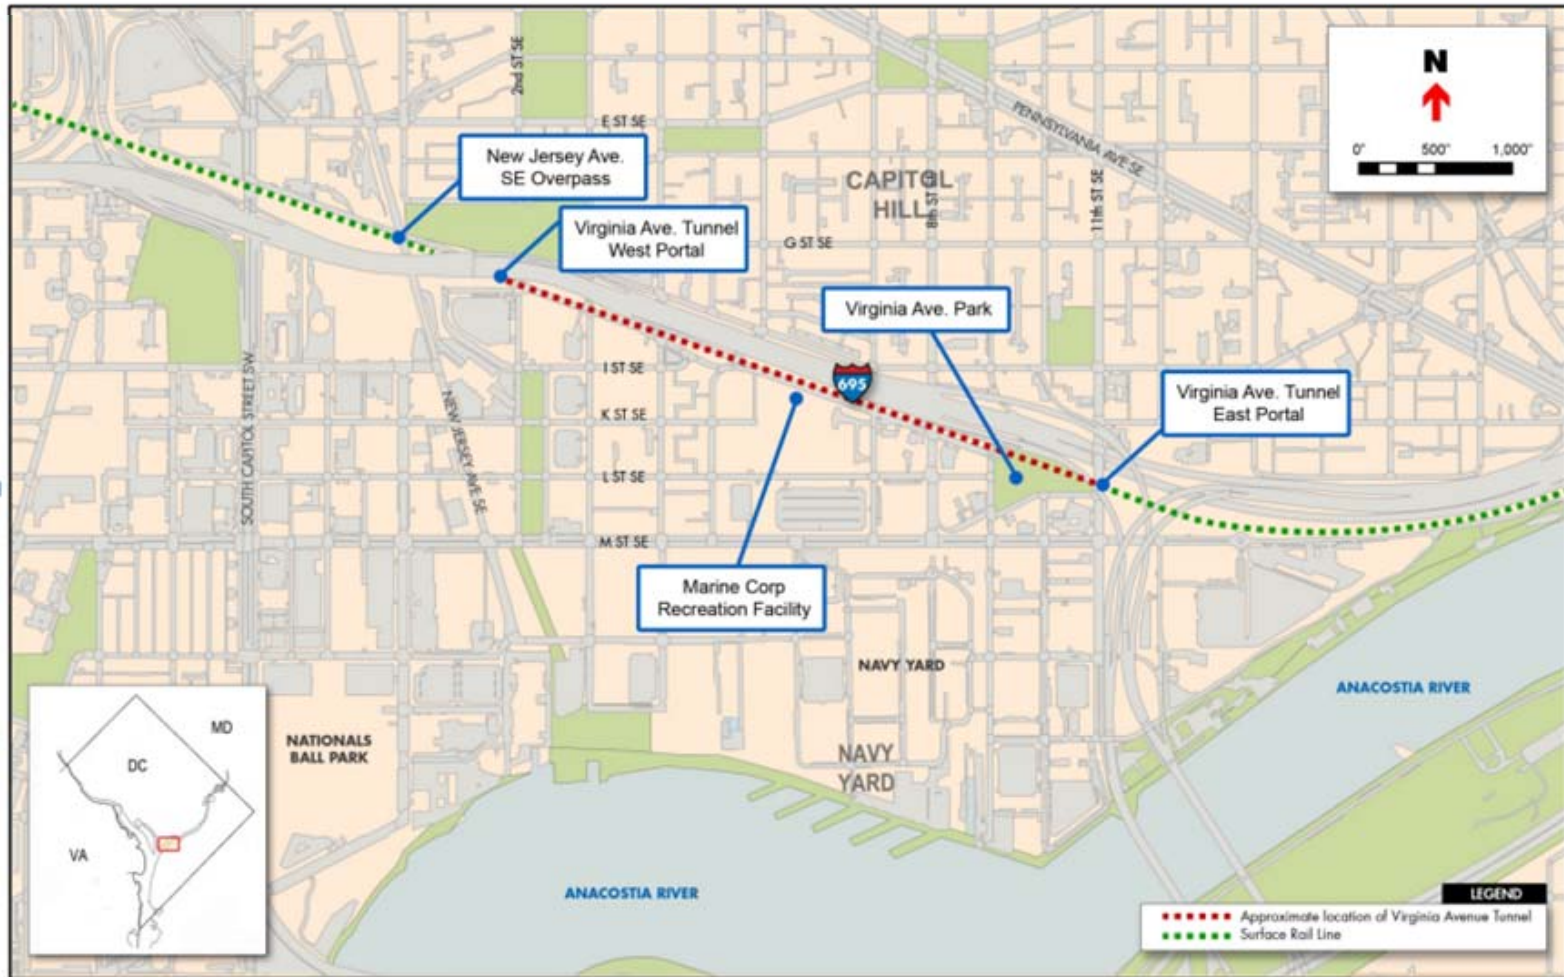 2nd ST SE
E ST SE
New Jersey Ave.
SE Overpass
Virginia Ave. Tunnel
West Portal
CAPITOL
HILL
8th ST SE
G ST SE
PENNSYLVANIA AVE SE
11th ST SE
N
0"
500"
1,000"
Virginia Ave. Park
695
Virginia Ave. Tunnel
East Portal
I ST SE
K ST SE
L ST SE
M ST SE
SOUTH CAPITOL STREET SW
NEW JERSEY AVE SE
Marine Corp
Recreation Facility
NAVY YARD
NAVY
YARD
NATIONALS
BALL PARK
MD
DC
VA
ANACOSTIA RIVER
ANACOSTIA RIVER
LEGEND
Approximate location of Virginia Avenue Tunnel
Surface Rail Line